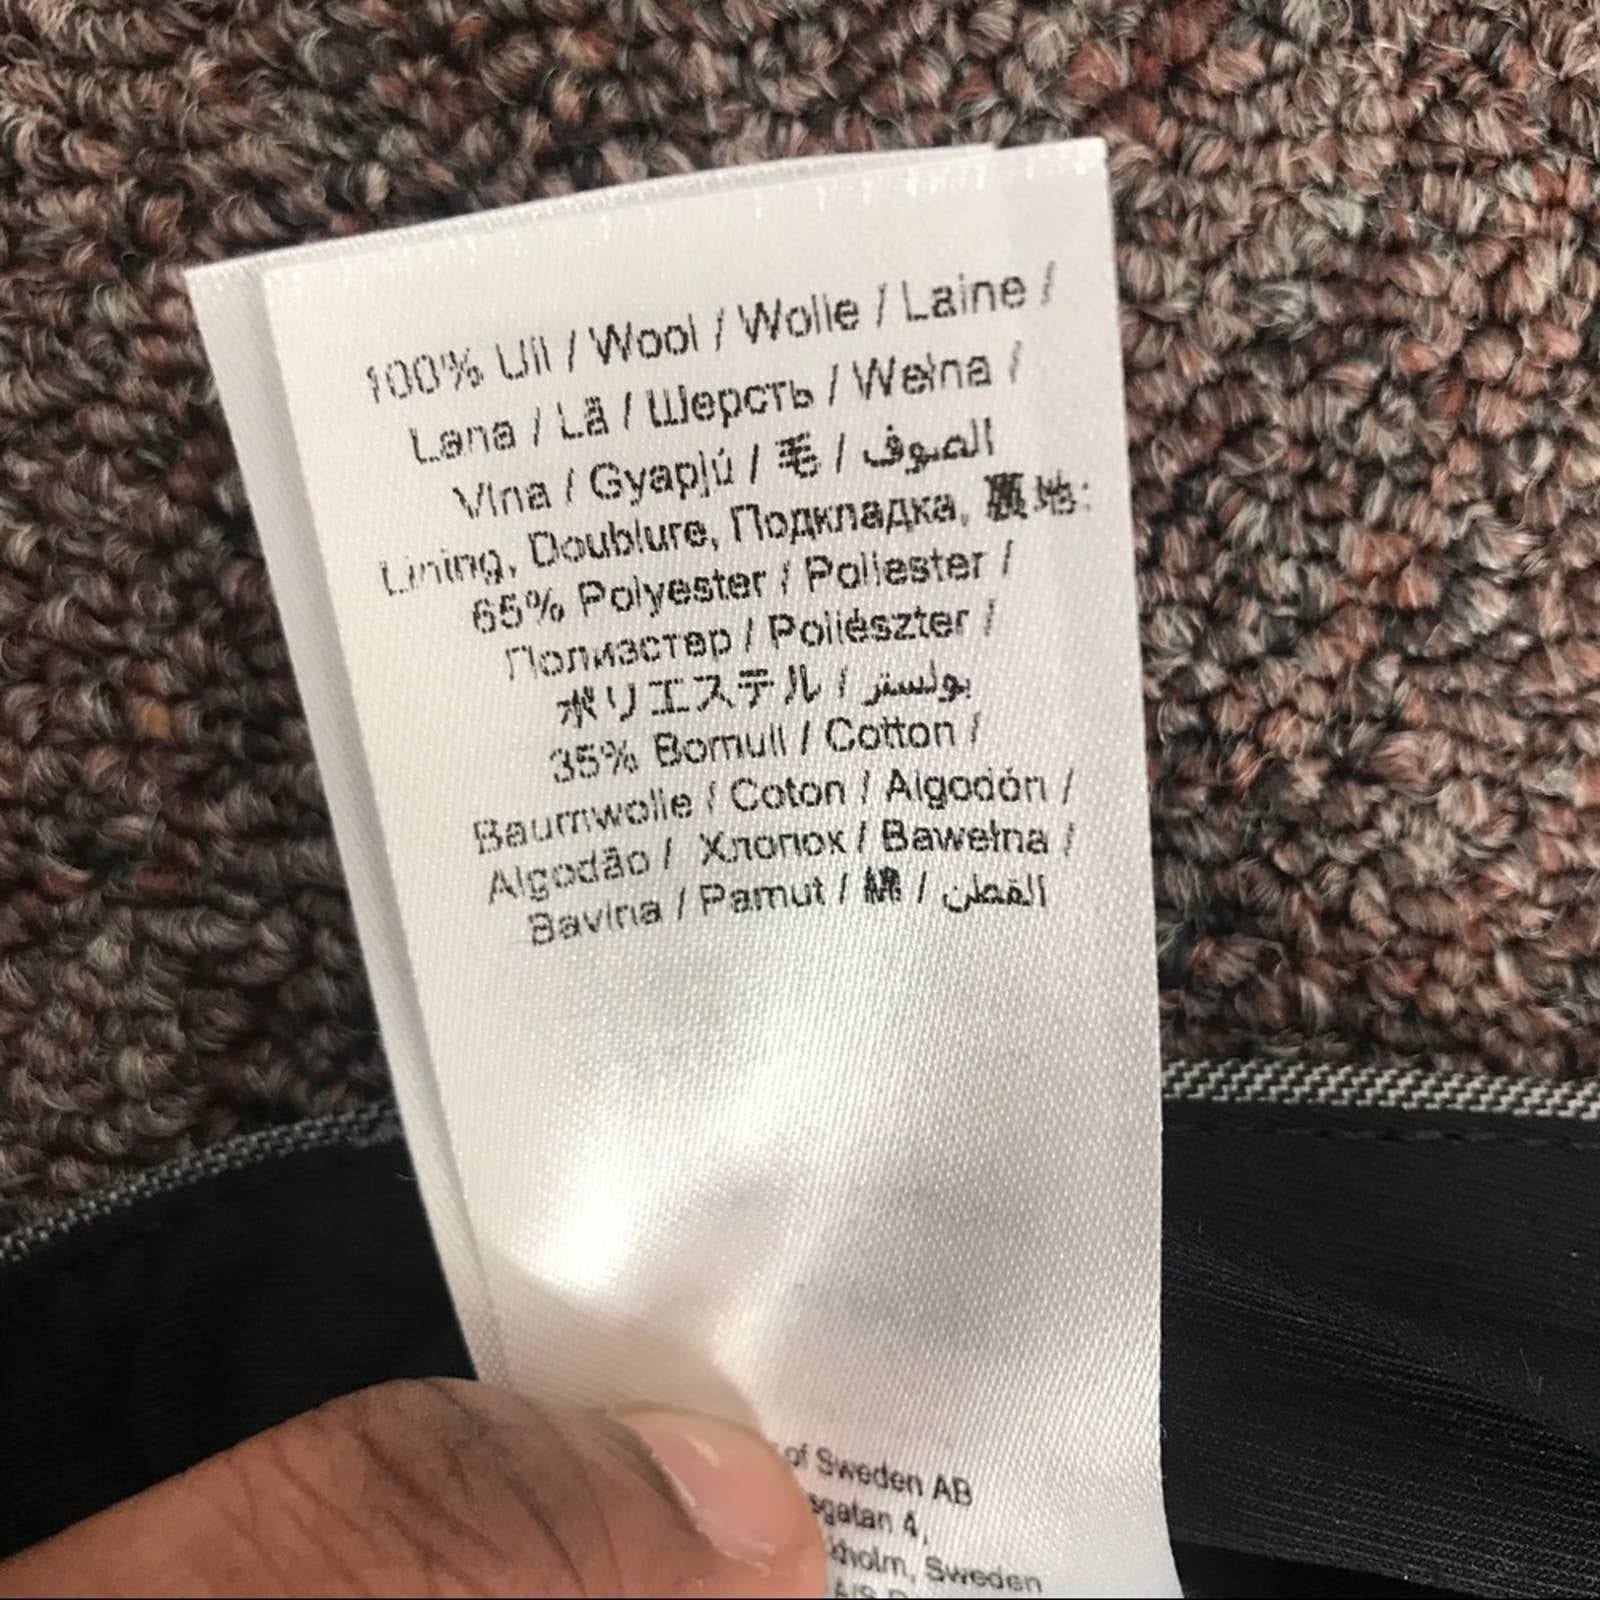 100% Ull / Wool / Wolle / Laine /
Lana / Lã / Шерсть / Wełna /
Vlna / Gyapjú / 毛 / الصوف
Lining, Doublure, Подкладка, 裏地:
65% Polyester / Poliester /
Полиэстер / Poliészter /
ポリエステル / بولستر
35% Bomull / Cotton /
Baumwolle / Coton / Algodón /
Algodão / Хлопок / Bawełna /
Bavlna / Pamut / 綿 / القطن
of Sweden AB
4,
Sweden